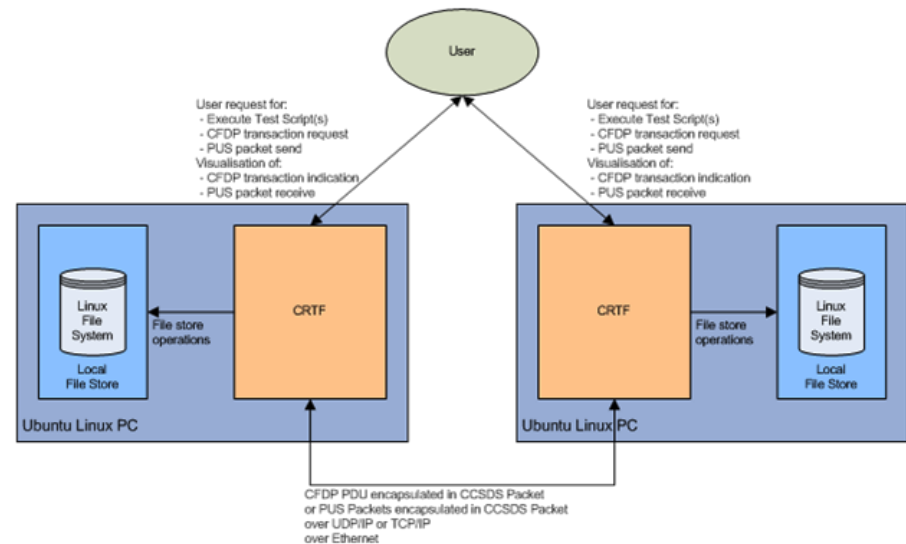 User
User request for:
- Execute Test Script(s)
- CFDP transaction request
- PUS packet send
Visualisation of:
- CFDP transaction indication
- PUS packet receive
User request for:
- Execute Test Script(s)
- CFDP transaction request
- PUS packet send
Visualisation of:
- CFDP transaction indication
- PUS packet receive
Linux
File
System
Local
File Store
File store
operations
CRTF
Ubuntu Linux PC
CRTF
File store
operations
Linux
File
System
Local
File Store
Ubuntu Linux PC
CFDP PDU encapsulated in CCSDS Packet
or PUS Packets encapsulated in CCSDS Packet
over UDP/IP or TCP/IP
over Ethernet